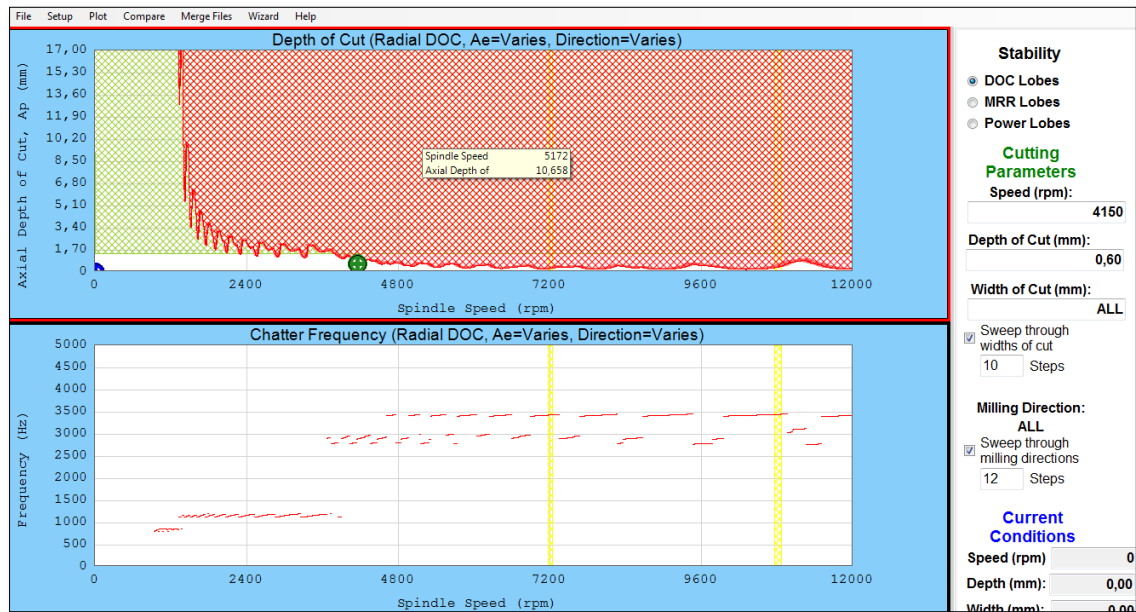 File Setup Plot Compare Merge Files Wizard Help
Depth of Cut (Radial DOC, Ae=Varies, Direction=Varies)
Axial Depth of Cut, Ap (mm)
17,00
15,30
13,60
11,90
10,20
8,50
6,80
5,10
3,40
1,70
0
Spindle Speed 5172
Axial Depth of 10,658
0 2400 4800 7200 9600 12000
Spindle Speed (rpm)
Chatter Frequency (Radial DOC, Ae=Varies, Direction=Varies)
Frequency (Hz)
5000
4500
4000
3500
3000
2500
2000
1500
1000
500
0
0 2400 4800 7200 9600 12000
Spindle Speed (rpm)
Stability
DOC Lobes
MRR Lobes
Power Lobes
Cutting
Parameters
Speed (rpm):
4150
Depth of Cut (mm):
0,60
Width of Cut (mm):
ALL
Sweep through
widths of cut
10 Steps
Milling Direction:
ALL
Sweep through
milling directions
12 Steps
Current
Conditions
Speed (rpm) 0
Depth (mm): 0,00
Width (mm): 0,00